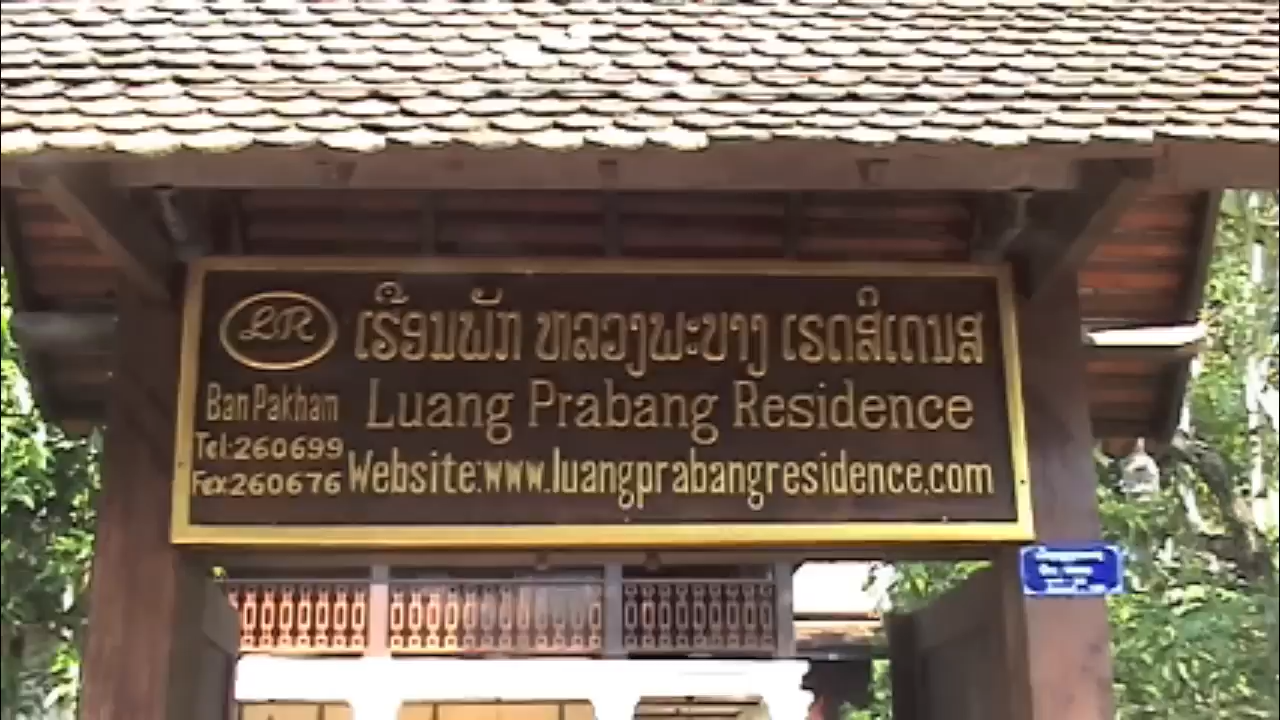 LR
ເຮືອນພັກ ຫລວງພະບາງ ເຣດສິເດນສ
Ban Pakham
Luang Prabang Residence
Tel:260699
Fax:260676
Website:www.luangprabangresidence.com